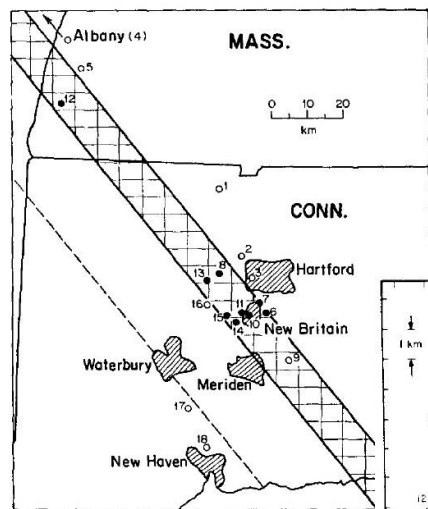 Albany (4)
MASS.
5
12
0 10 20
km
1
CONN.
2
3
Hartford
8
13
7
16
11
6
15
10
14
New Britain
1 km
9
Waterbury
Meriden
17
18
New Haven
12